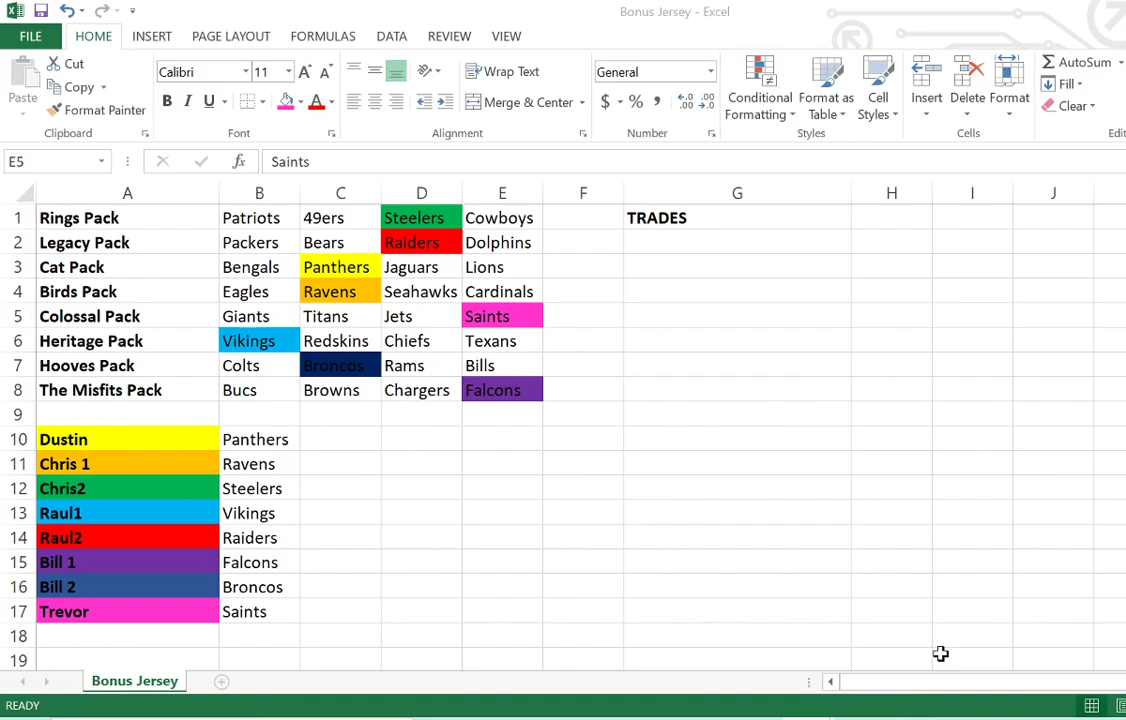 Bonus Jersey - Excel
FILE HOME INSERT PAGE LAYOUT FORMULAS DATA REVIEW VIEW
Paste
Cut
Copy
Format Painter
Clipboard
Calibri 11 A A
B I U A
Font
Wrap Text
Merge & Center
Alignment
General
$ % ,
Number
Conditional Formatting
Format as Table
Cell Styles
Styles
Insert Delete Format
Cells
AutoSum
Fill
Clear
E5 fx Saints
A B C D E F G H I J
1 Rings Pack Patriots 49ers Steelers Cowboys TRADES
2 Legacy Pack Packers Bears Raiders Dolphins
3 Cat Pack Bengals Panthers Jaguars Lions
4 Birds Pack Eagles Ravens Seahawks Cardinals
5 Colossal Pack Giants Titans Jets Saints
6 Heritage Pack Vikings Redskins Chiefs Texans
7 Hooves Pack Colts Broncos Rams Bills
8 The Misfits Pack Bucs Browns Chargers Falcons
9
10 Dustin Panthers
11 Chris 1 Ravens
12 Chris2 Steelers
13 Raul1 Vikings
14 Raul2 Raiders
15 Bill 1 Falcons
16 Bill 2 Broncos
17 Trevor Saints
18
19
Bonus Jersey
READY